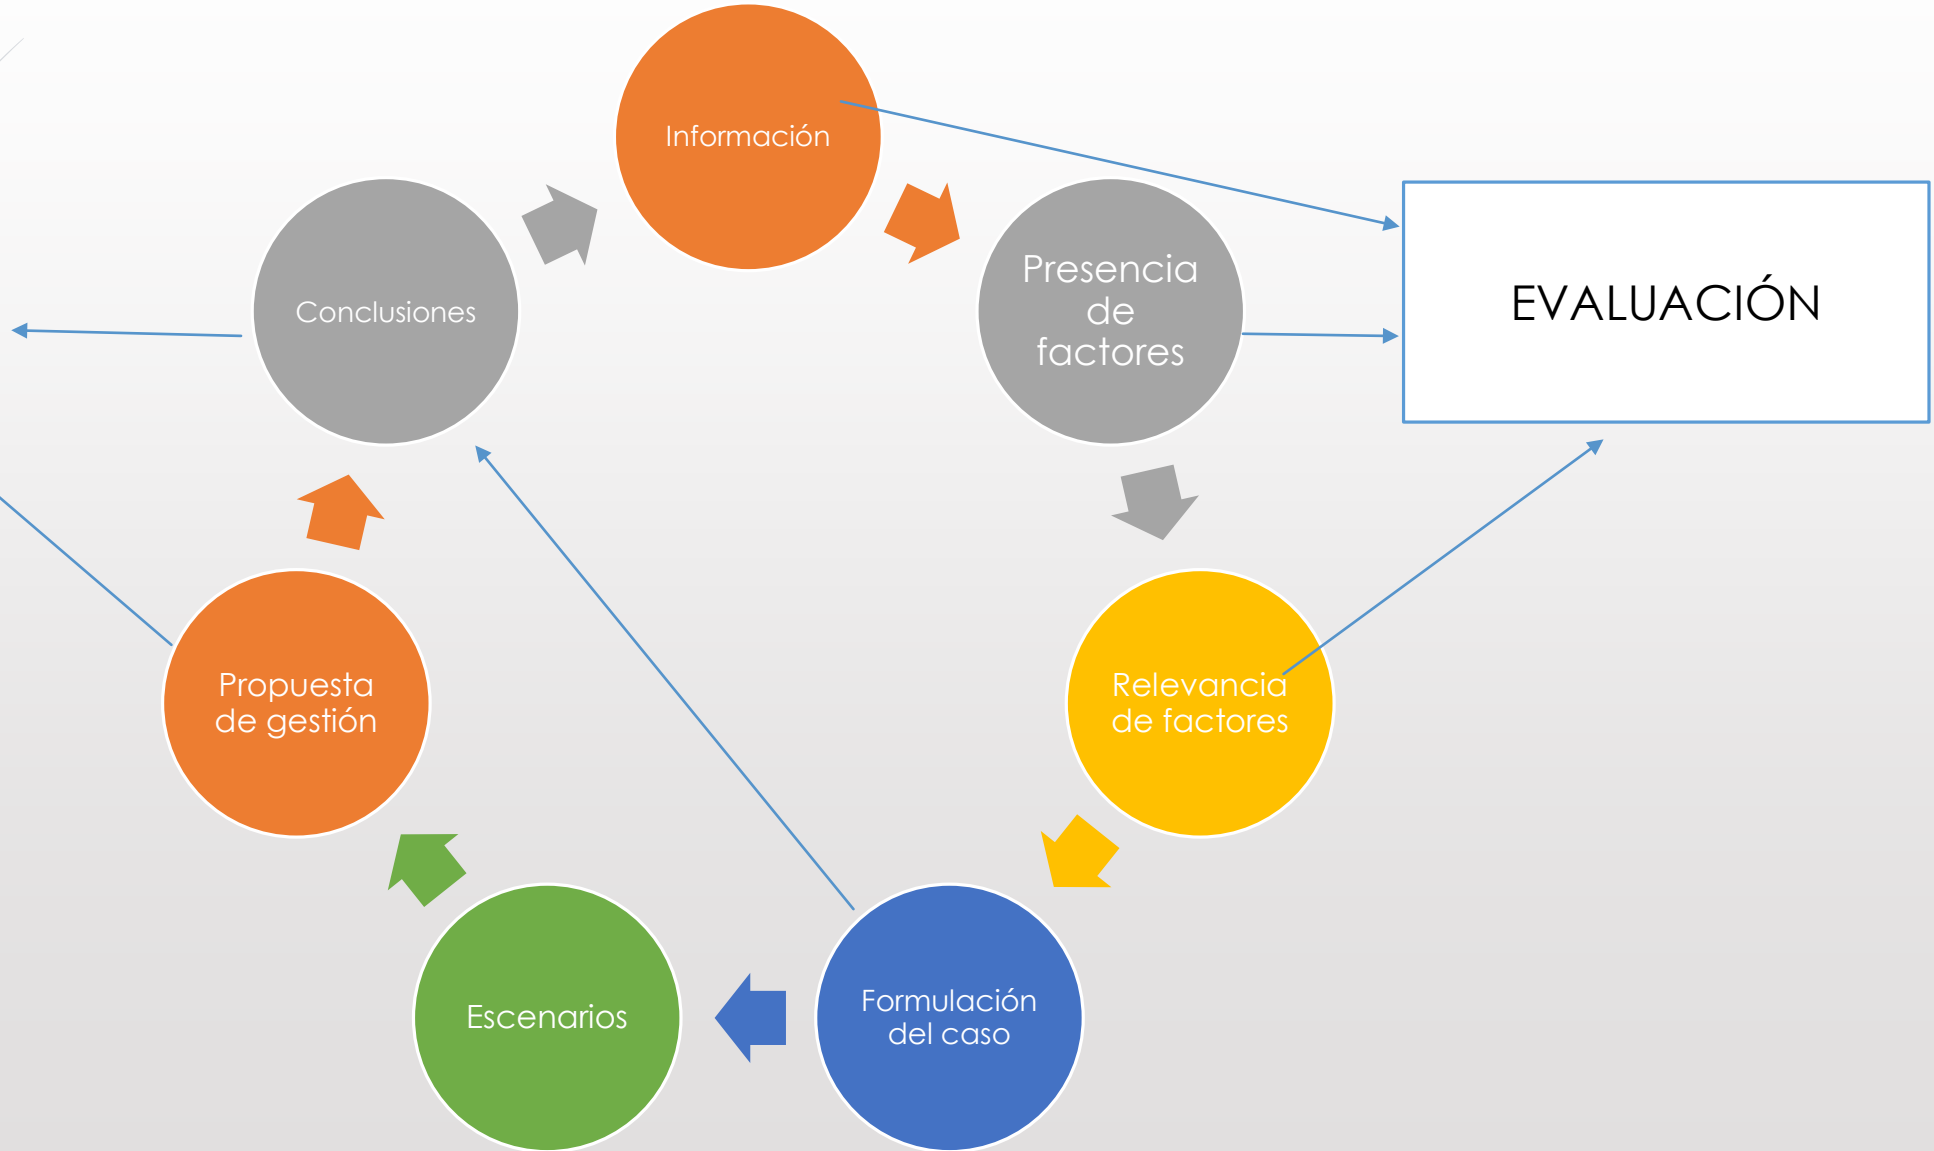 Información
Presencia
de
factores
EVALUACIÓN
Relevancia
de factores
Formulación
del caso
Escenarios
Propuesta
de gestión
Conclusiones